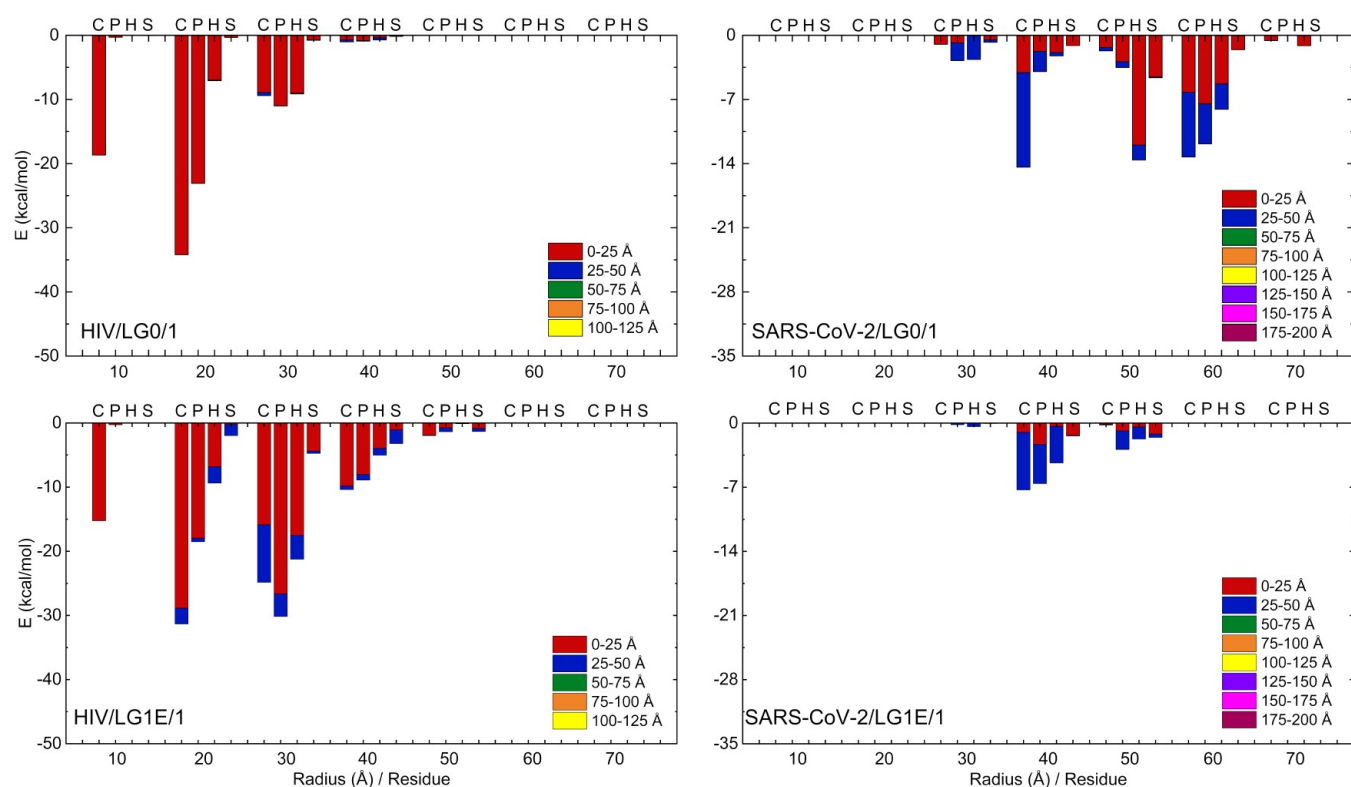 C P H S C P H S C P H S C P H S C P H S C P H S C P H S
0
-10
-20
-30
-40
-50
E (kcal/mol)
0-25 Å
25-50 Å
50-75 Å
75-100 Å
100-125 Å
HIV/LG0/1
10 20 30 40 50 60 70
C P H S C P H S C P H S C P H S C P H S C P H S C P H S
0
-7
-14
-21
-28
-35
0-25 Å
25-50 Å
50-75 Å
75-100 Å
100-125 Å
125-150 Å
150-175 Å
175-200 Å
SARS-CoV-2/LG0/1
10 20 30 40 50 60 70
C P H S C P H S C P H S C P H S C P H S C P H S C P H S
0
-10
-20
-30
-40
-50
E (kcal/mol)
0-25 Å
25-50 Å
50-75 Å
75-100 Å
100-125 Å
HIV/LG1E/1
10 20 30 40 50 60 70
Radius (Å) / Residue
C P H S C P H S C P H S C P H S C P H S C P H S C P H S
0
-7
-14
-21
-28
-35
0-25 Å
25-50 Å
50-75 Å
75-100 Å
100-125 Å
125-150 Å
150-175 Å
175-200 Å
SARS-CoV-2/LG1E/1
10 20 30 40 50 60 70
Radius (Å) / Residue